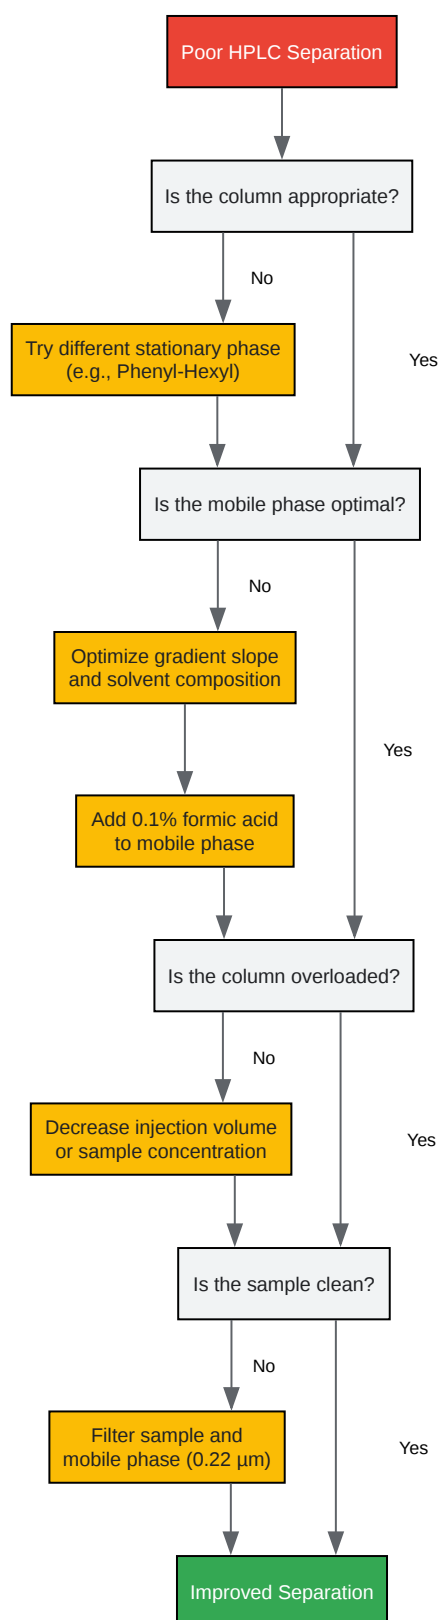 Poor HPLC Separation
Is the column appropriate?
No
Yes
Try different stationary phase
(e.g., Phenyl-Hexyl)
Is the mobile phase optimal?
No
Optimize gradient slope
and solvent composition
Yes
Add 0.1% formic acid
to mobile phase
Is the column overloaded?
No
Decrease injection volume
or sample concentration
Yes
Is the sample clean?
No
Filter sample and
mobile phase (0.22 µm)
Yes
Improved Separation